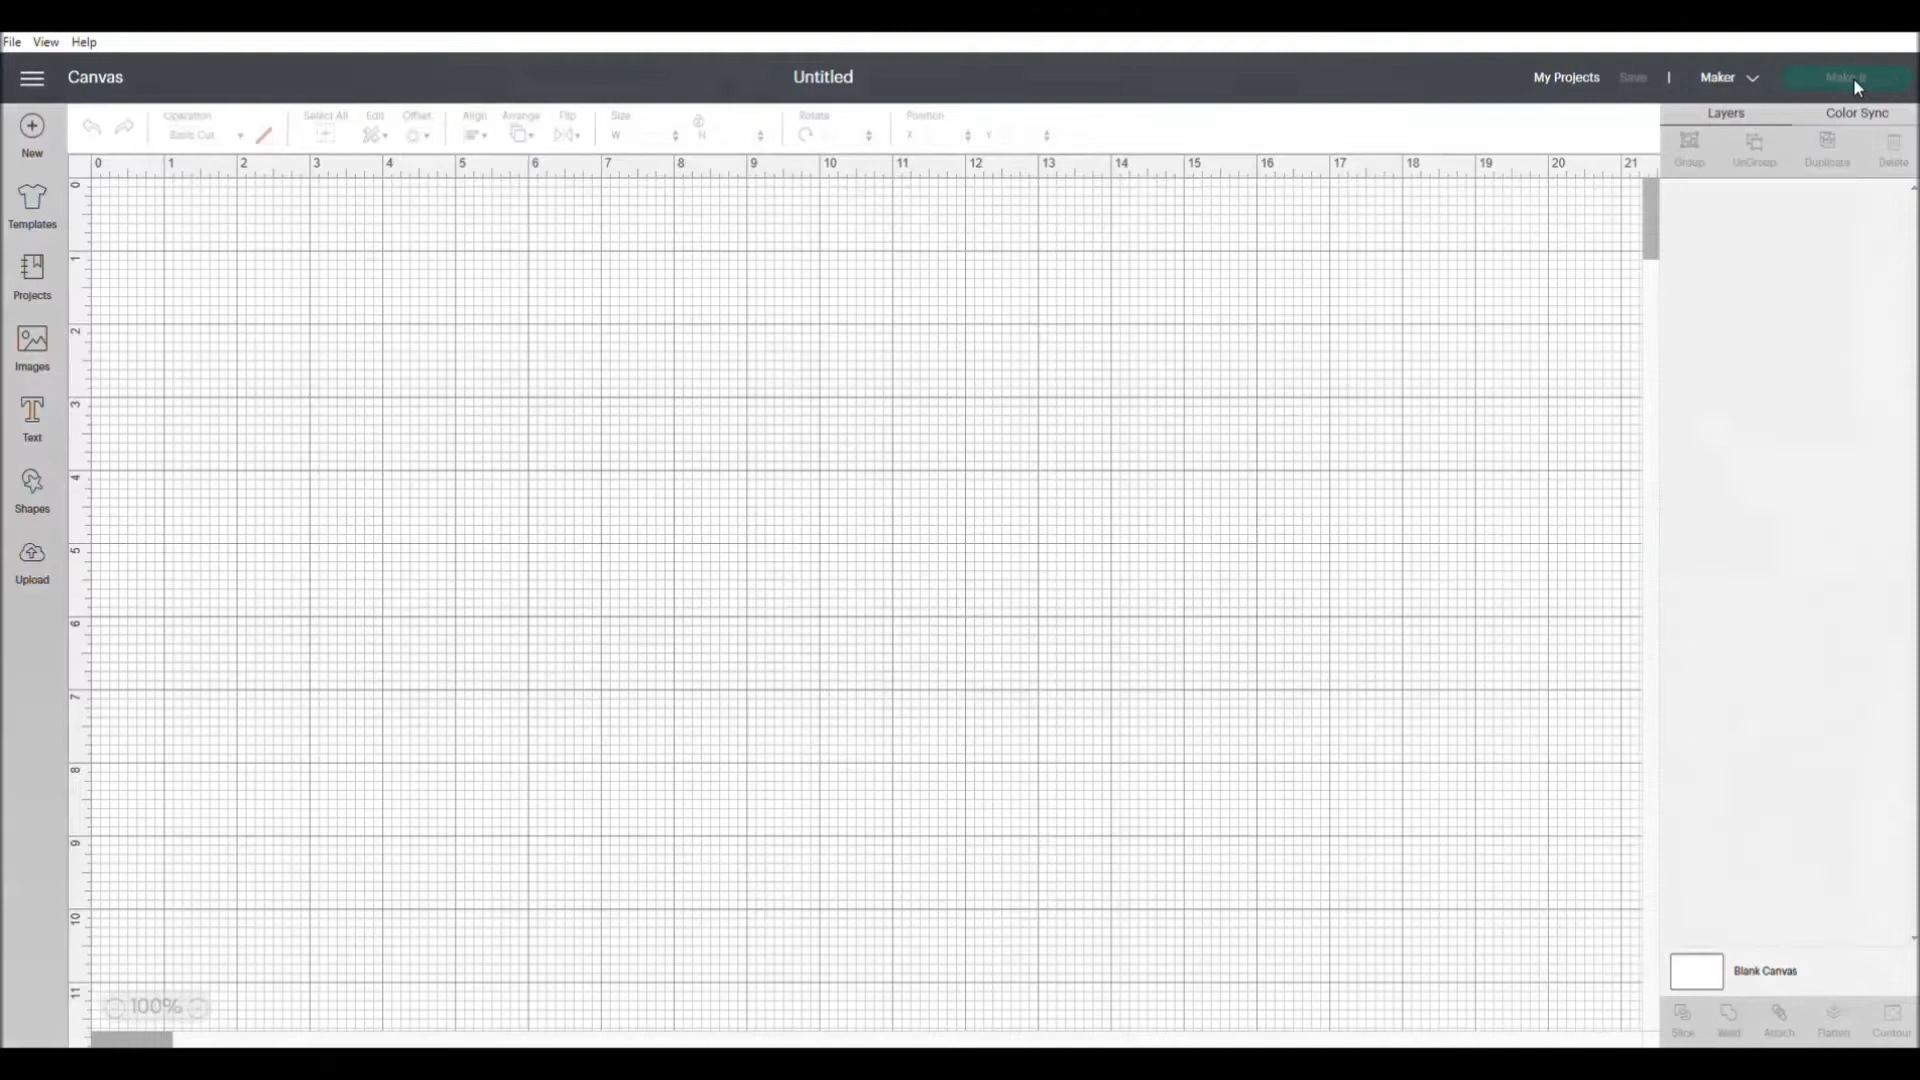 File View Help
Canvas Untitled My Projects Save | Maker Make It
New
Templates
Projects
Images
Text
Shapes
Upload
Operation Select All Edit Offset Align Arrange Flip Size Rotate Position
Basic Cut W H X Y
Layers Color Sync
Group UnGroup Duplicate Delete
0 1 2 3 4 5 6 7 8 9 10 11 12 13 14 15 16 17 18 19 20 21
0
1
2
3
4
5
6
7
8
9
10
11
100%
Blank Canvas
Slice Weld Attach Flatten Contour